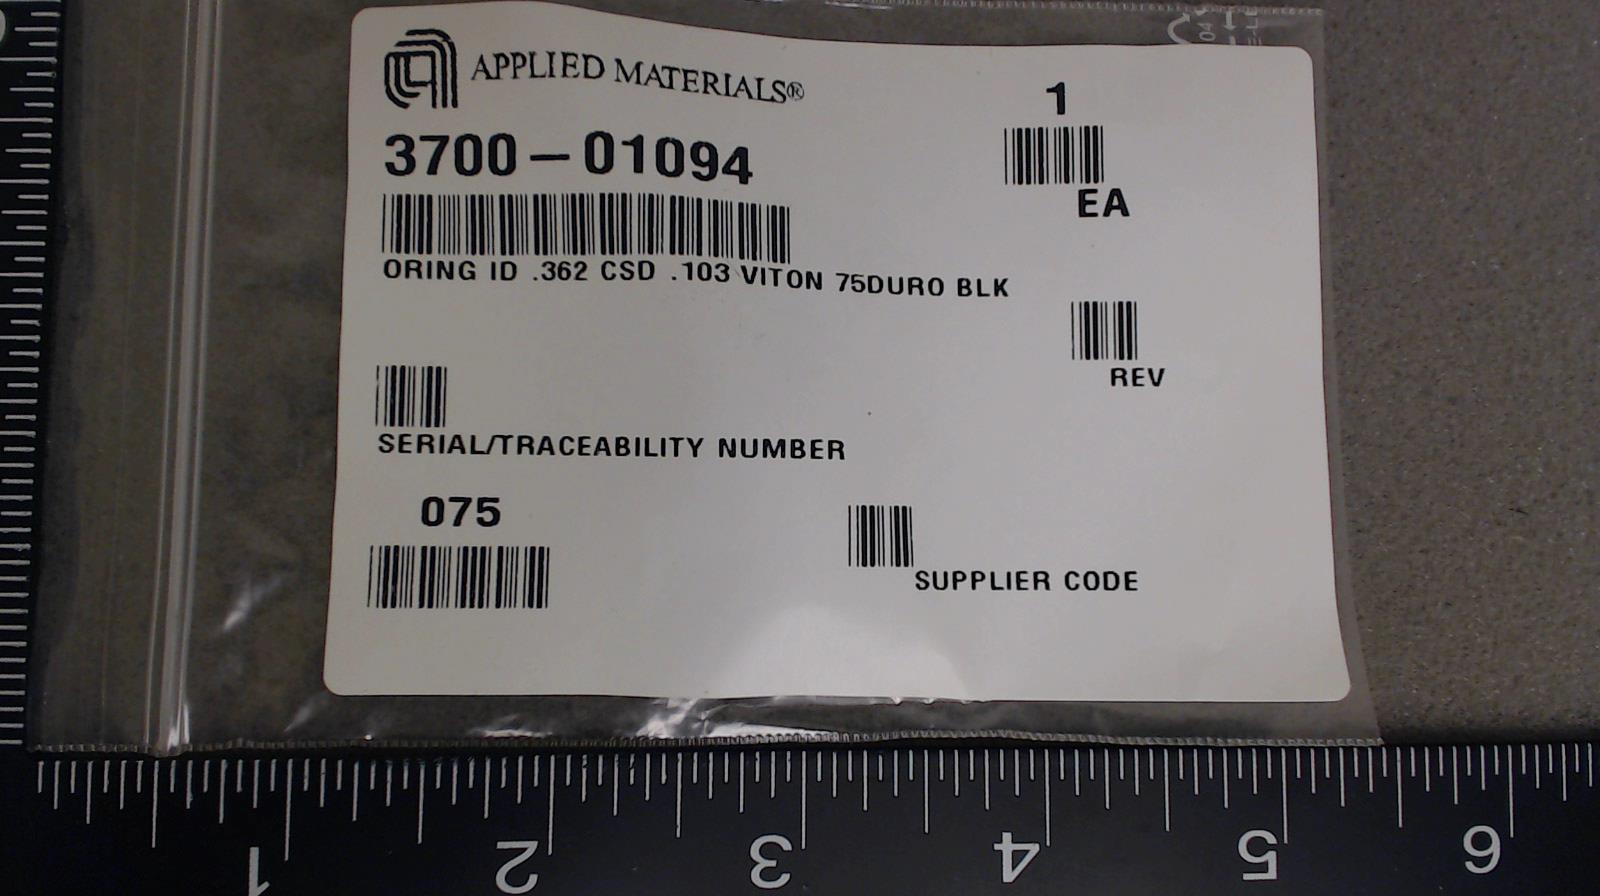 APPLIED MATERIALS®
1
3700-01094
EA
ORING ID .362 CSD .103 VITON 75DURO BLK
REV
SERIAL/TRACEABILITY NUMBER
075
SUPPLIER CODE
1 2 3 4 5 6